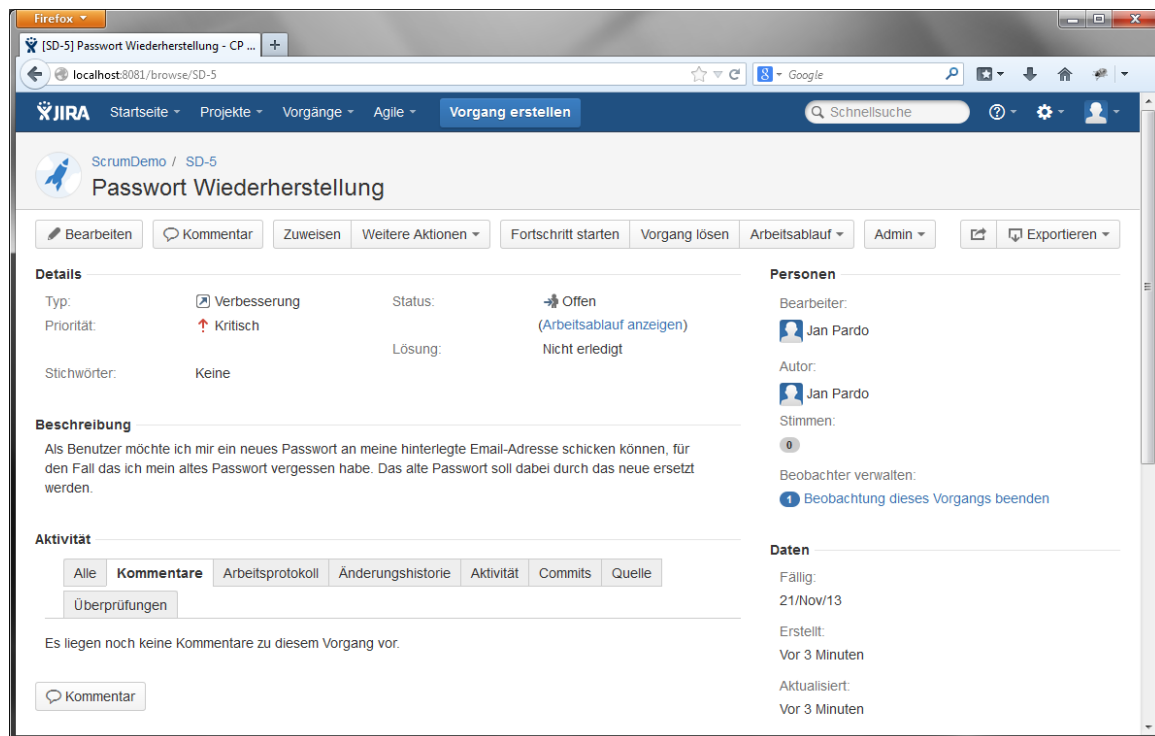 Firefox
[SD-5] Passwort Wiederherstellung - CP ... +
localhost:8081/browse/SD-5
8 Google
JIRA Startseite Projekte Vorgänge Agile Vorgang erstellen Schnellsuche
ScrumDemo / SD-5
Passwort Wiederherstellung
Bearbeiten Kommentar Zuweisen Weitere Aktionen Fortschritt starten Vorgang lösen Arbeitsablauf Admin Exportieren
Details
Typ: Verbesserung Status: Offen
Priorität: Kritisch (Arbeitsablauf anzeigen)
Lösung: Nicht erledigt
Stichwörter: Keine
Beschreibung
Als Benutzer möchte ich mir ein neues Passwort an meine hinterlegte Email-Adresse schicken können, für
den Fall das ich mein altes Passwort vergessen habe. Das alte Passwort soll dabei durch das neue ersetzt
werden.
Aktivität
Alle Kommentare Arbeitsprotokoll Änderungshistorie Aktivität Commits Quelle
Überprüfungen
Es liegen noch keine Kommentare zu diesem Vorgang vor.
Kommentar
Personen
Bearbeiter:
Jan Pardo
Autor:
Jan Pardo
Stimmen:
0
Beobachter verwalten:
1 Beobachtung dieses Vorgangs beenden
Daten
Fällig:
21/Nov/13
Erstellt:
Vor 3 Minuten
Aktualisiert:
Vor 3 Minuten